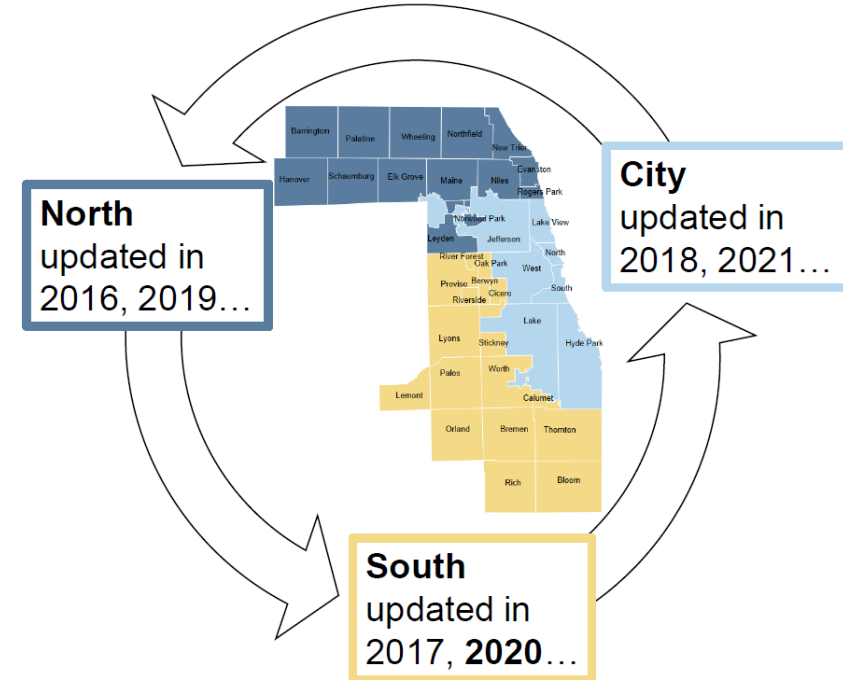 Barrington
Palatine
Wheeling
Northfield
New Trier
Hanover
Schaumburg
Elk Grove
Maine
Niles
Evanston
Rogers Park
City
updated in
2018, 2021…
North
updated in
2016, 2019…
Norwood Park
Lake View
Leyden
Jefferson
River Forest
Oak Park
West
North
Proviso
Berwyn
Cicero
Riverside
South
Lyons
Stickney
Lake
Hyde Park
Palos
Worth
Lemont
Calumet
Orland
Bremen
Thornton
Rich
Bloom
South
updated in
2017, 2020…